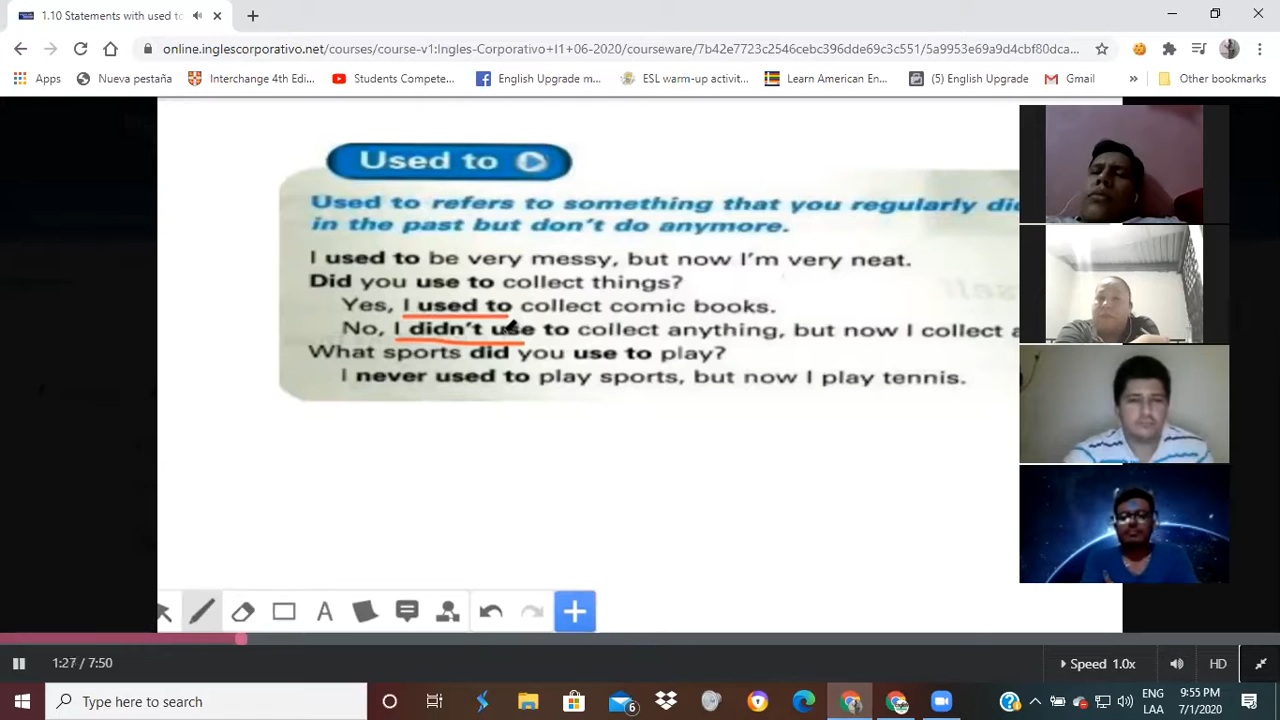 1.10 Statements with used to
online.inglescorporativo.net/courses/course-v1:Ingles-Corporativo+I1+06-2020/courseware/7b42e7723c2546cebc396dde69c3c551/5a9953e69a9d4cbf80dca...
Apps Nueva pestaña Interchange 4th Edi... Students Compete... English Upgrade m... ESL warm-up activit... Learn American En... (5) English Upgrade Gmail » Other bookmarks
Used to
Used to refers to something that you regularly did
in the past but don't do anymore.
I used to be very messy, but now I'm very neat.
Did you use to collect things?
Yes, I used to collect comic books.
No, I didn't use to collect anything, but now I collect
What sports did you use to play?
I never used to play sports, but now I play tennis.
A
1:27 / 7:50 Speed 1.0x HD
Type here to search 6 ENG 9:55 PM
LAA 7/1/2020